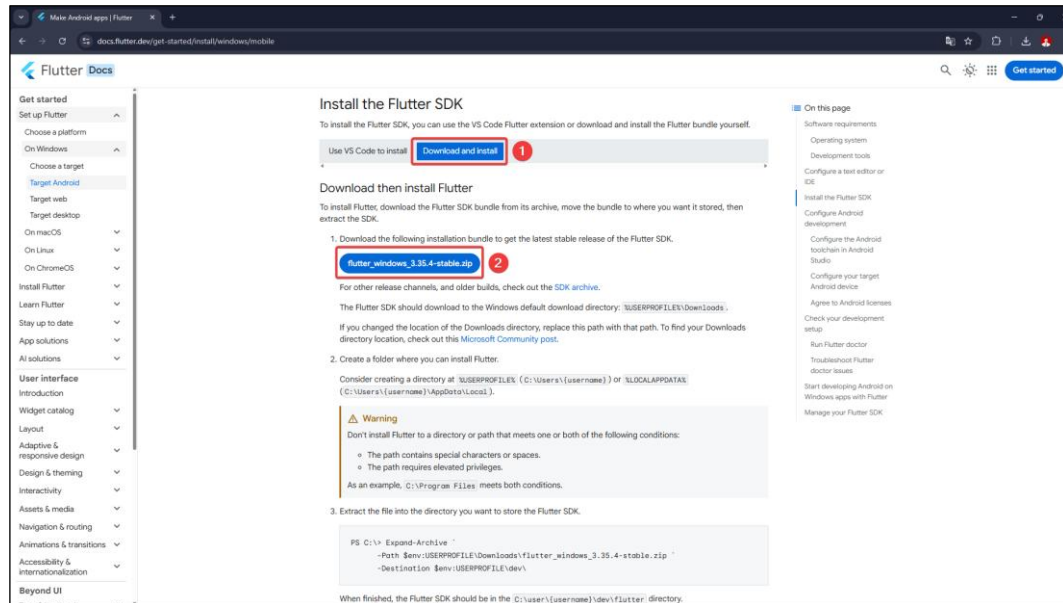 Make Android apps | Flutter
docs.flutter.dev/get-started/install/windows/mobile
Flutter Docs
Get started
Get started
Set up Flutter
Choose a platform
On Windows
Choose a target
Target Android
Target web
Target desktop
On macOS
On Linux
On ChromeOS
Install Flutter
Learn Flutter
Stay up to date
App solutions
AI solutions
User interface
Introduction
Widget catalog
Layout
Adaptive &
responsive design
Design & theming
Interactivity
Assets & media
Navigation & routing
Animations & transitions
Accessibility &
internationalization
Beyond UI
Install the Flutter SDK
To install the Flutter SDK, you can use the VS Code Flutter extension or download and install the Flutter bundle yourself.
Use VS Code to install Download and install 1
Download then install Flutter
To install Flutter, download the Flutter SDK bundle from its archive, move the bundle to where you want it stored, then
extract the SDK.
1. Download the following installation bundle to get the latest stable release of the Flutter SDK.
flutter_windows_3.35.4-stable.zip 2
For other release channels, and older builds, check out the SDK archive.
The Flutter SDK should download to the Windows default download directory: %USERPROFILE%\Downloads.
If you changed the location of the Downloads directory, replace this path with that path. To find your Downloads
directory location, check out this Microsoft Community post.
2. Create a folder where you can install Flutter.
Consider creating a directory at %USERPROFILE% (C:\Users\{username}) or %LOCALAPPDATA%
(C:\Users\{username}\AppData\Local).
Warning
Don't install Flutter to a directory or path that meets one or both of the following conditions:
The path contains special characters or spaces.
The path requires elevated privileges.
As an example, C:\Program Files meets both conditions.
3. Extract the file into the directory you want to store the Flutter SDK.
PS C:\> Expand-Archive `
-Path $env:USERPROFILE\Downloads\flutter_windows_3.35.4-stable.zip `
-Destination $env:USERPROFILE\dev\
When finished, the Flutter SDK should be in the C:\user\{username}\dev\flutter directory.
On this page
Software requirements
Operating system
Development tools
Configure a text editor or
IDE
Install the Flutter SDK
Configure Android
development
Configure the Android
toolchain in Android
Studio
Configure your target
Android device
Agree to Android licenses
Check your development
setup
Run Flutter doctor
Troubleshoot Flutter
doctor issues
Start developing Android on
Windows apps with Flutter
Manage your Flutter SDK